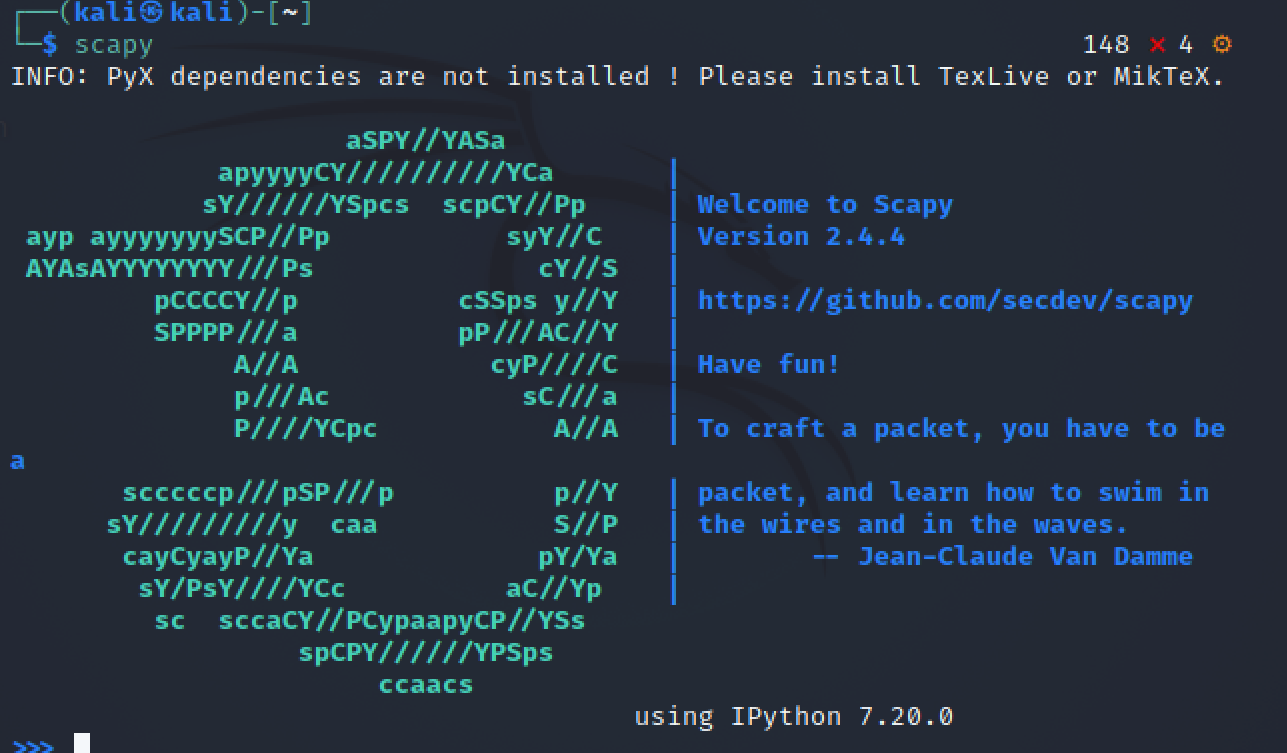 ┌──(kali㉿kali)-[~]
└─$ scapy 148 ⨯ 4 ⚙
INFO: PyX dependencies are not installed ! Please install TexLive or MikTeX.
aSPY//YASa
apyyyyCY//////////YCa |
sY//////YSpcs scpCY//Pp | Welcome to Scapy
ayp ayyyyyyySCP//Pp syY//C | Version 2.4.4
AYAsAYYYYYYYY///Ps cY//S |
pCCCCY//p cSSps y//Y | https://github.com/secdev/scapy
SPPPP///a pP///AC//Y |
A//A cyP////C | Have fun!
p///Ac sC///a |
P////YCpc A//A | To craft a packet, you have to be
a
scccccp///pSP///p p//Y | packet, and learn how to swim in
sY/////////y caa S//P | the wires and in the waves.
cayCyayP//Ya pY/Ya | -- Jean-Claude Van Damme
sY/PsY////YCc aC//Yp |
sc sccaCY//PCypaapyCP//YSs
spCPY//////YPSps
ccaacs
using IPython 7.20.0
>>>